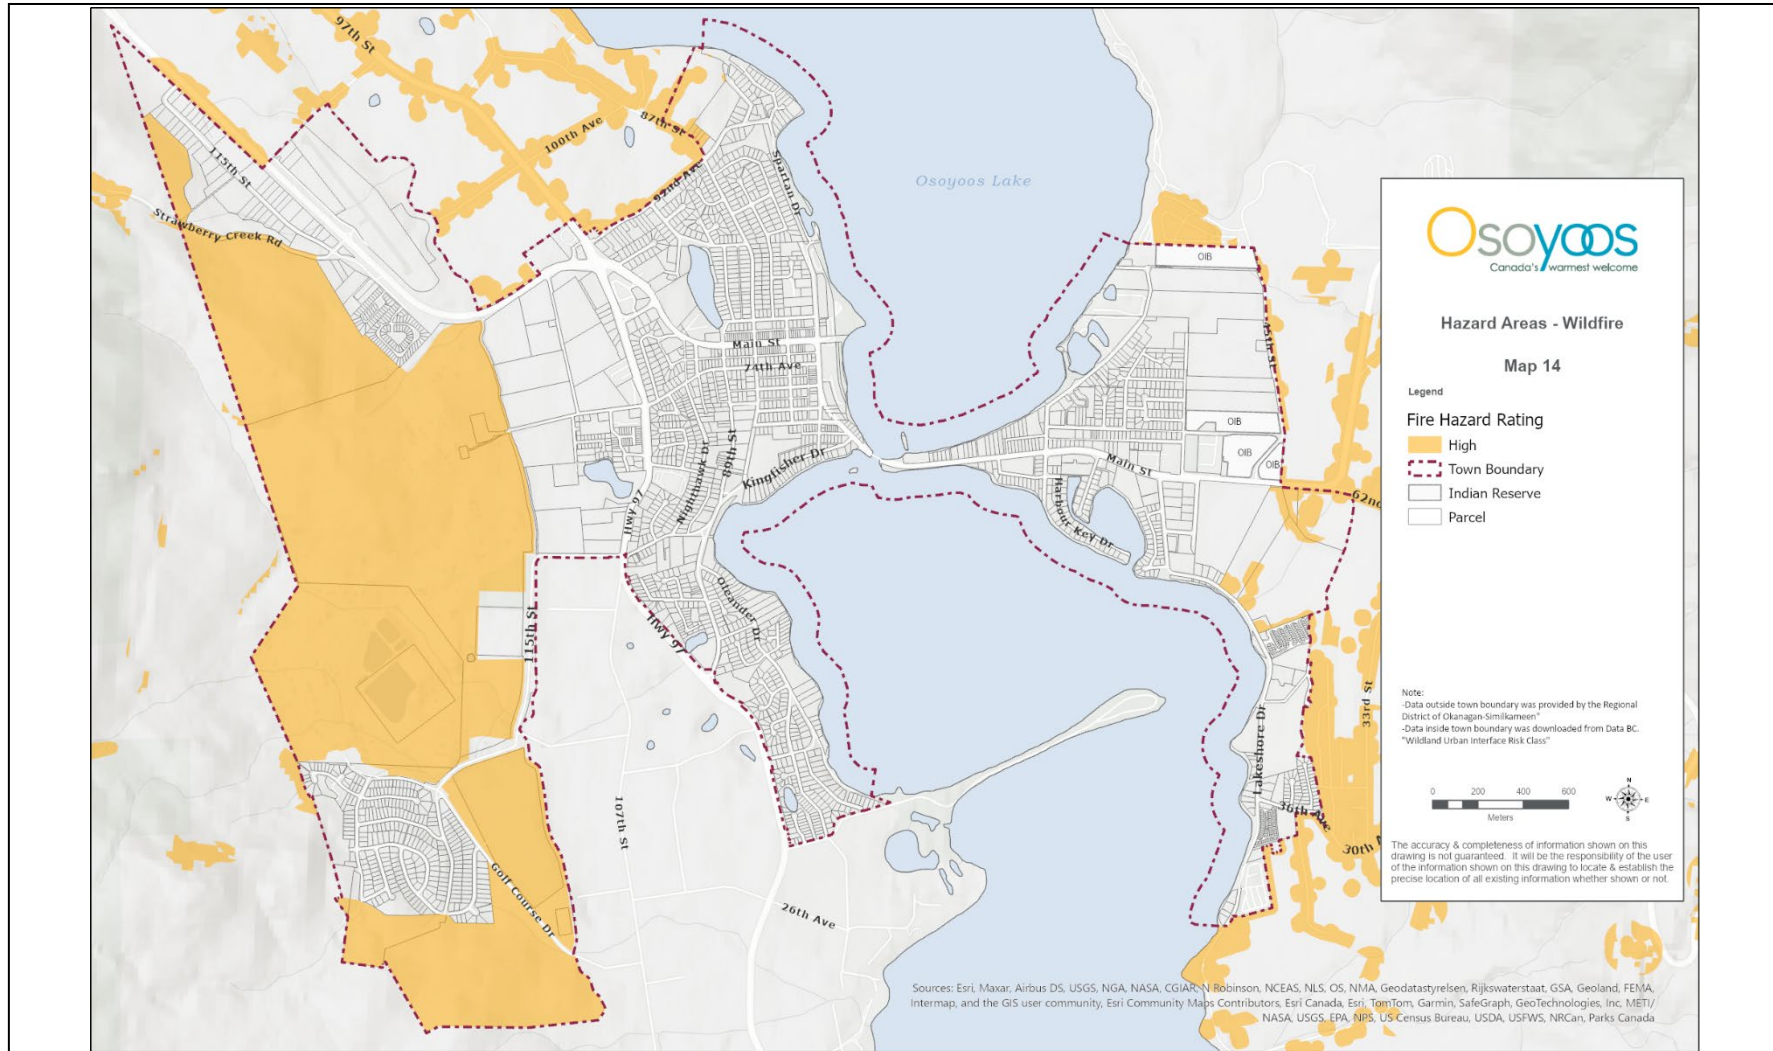 97th St
87th St
100th Ave
92nd Ave
115th St
Strawberry Creek Rd
Spartan Dr
Osoyoos Lake
OIB
45th St
Main St
74th Ave
OIB
OIB
OIB
Main St
62nd
Nighthawk Dr
89th St
Kingfisher Dr
Hwy 97
Harbour Key Dr
Oleander Dr
115th St
HWY 97
33rd St
Lakeshore Dr
36th Ave
30th A
107th St
Golf Course Dr
26th Ave
Osoyoos
Canada's warmest welcome
Hazard Areas - Wildfire
Map 14
Legend
Fire Hazard Rating
High
Town Boundary
Indian Reserve
Parcel
Note:
-Data outside town boundary was provided by the Regional
District of Okanagan-Similkameen"
-Data inside town boundary was downloaded from Data BC.
"Wildland Urban Interface Risk Class"
0 200 400 600
Meters
N
W E
S
The accuracy & completeness of information shown on this
drawing is not guaranteed. It will be the responsibility of the user
of the information shown on this drawing to locate & establish the
precise location of all existing information whether shown or not.
Sources: Esri, Maxar, Airbus DS, USGS, NGA, NASA, CGIAR, N Robinson, NCEAS, NLS, OS, NMA, Geodatastyrelsen, Rijkswaterstaat, GSA, Geoland, FEMA,
Intermap, and the GIS user community, Esri Community Maps Contributors, Esri Canada, Esri, TomTom, Garmin, SafeGraph, GeoTechnologies, Inc, METI/
NASA, USGS, EPA, NPS, US Census Bureau, USDA, USFWS, NRCan, Parks Canada